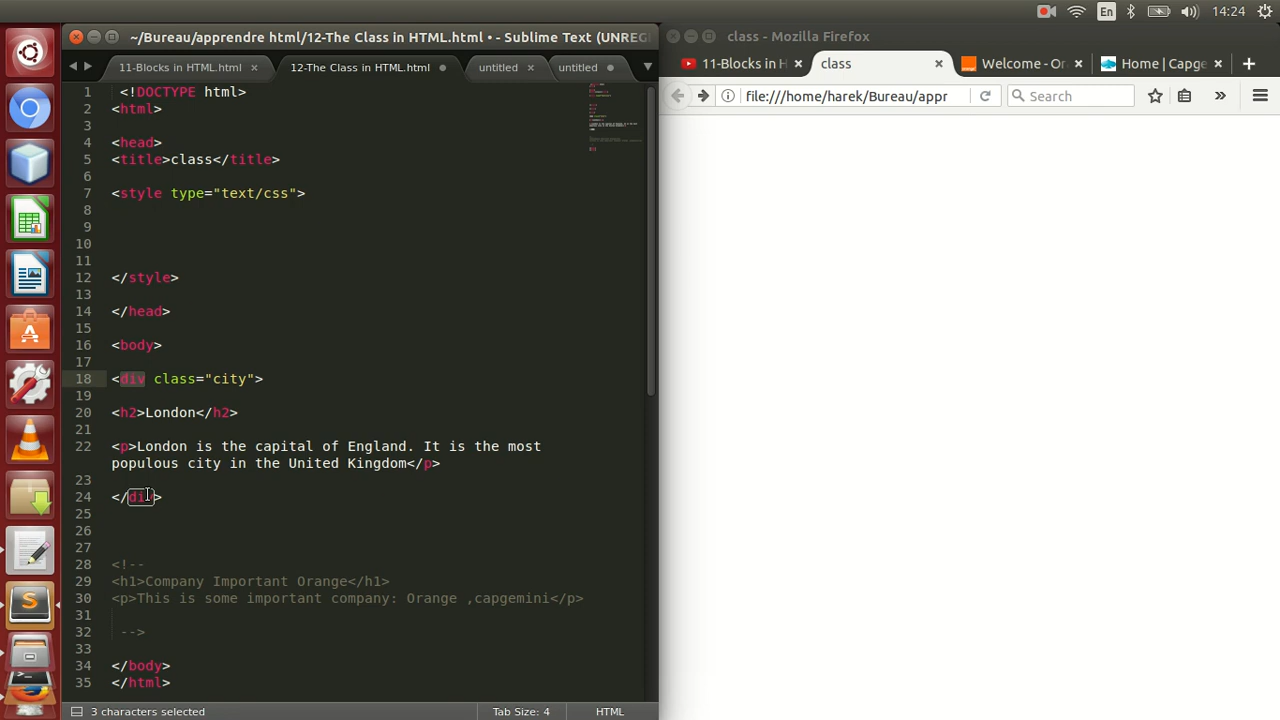 ~/Bureau/apprendre html/12-The Class in HTML.html • - Sublime Text (UNREG
En
14:24
class - Mozilla Firefox
11-Blocks in HTML.html
12-The Class in HTML.html
untitled
untitled
11-Blocks in H
class
Welcome - Or
Home | Capge
file:///home/harek/Bureau/appr
Search
1 <!DOCTYPE html>
2 <html>
3
4 <head>
5 <title>class</title>
6
7 <style type="text/css">
8
9
10
11
12 </style>
13
14 </head>
15
16 <body>
17
18 <div class="city">
19
20 <h2>London</h2>
21
22 <p>London is the capital of England. It is the most
populous city in the United Kingdom</p>
23
24 </div>
25
26
27
28 <!--
29 <h1>Company Important Orange</h1>
30 <p>This is some important company: Orange ,capgemini</p>
31
32 -->
33
34 </body>
35 </html>
3 characters selected
Tab Size: 4
HTML